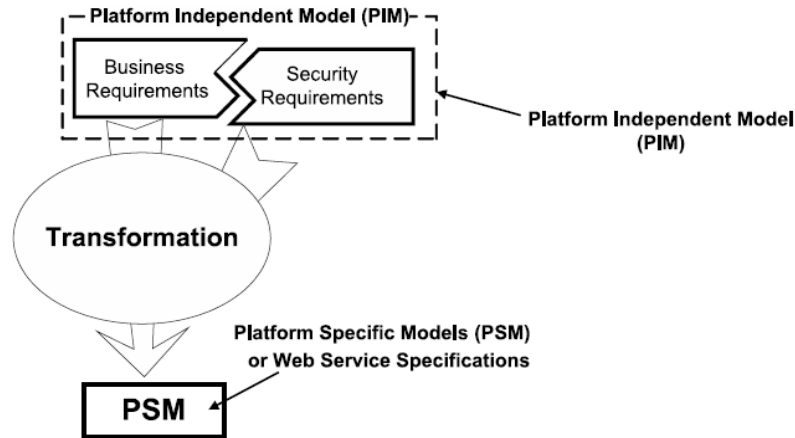 Platform Independent Model (PIM)
Business
Requirements
Security
Requirements
Platform Independent Model
(PIM)
Transformation
Platform Specific Models (PSM)
or Web Service Specifications
PSM